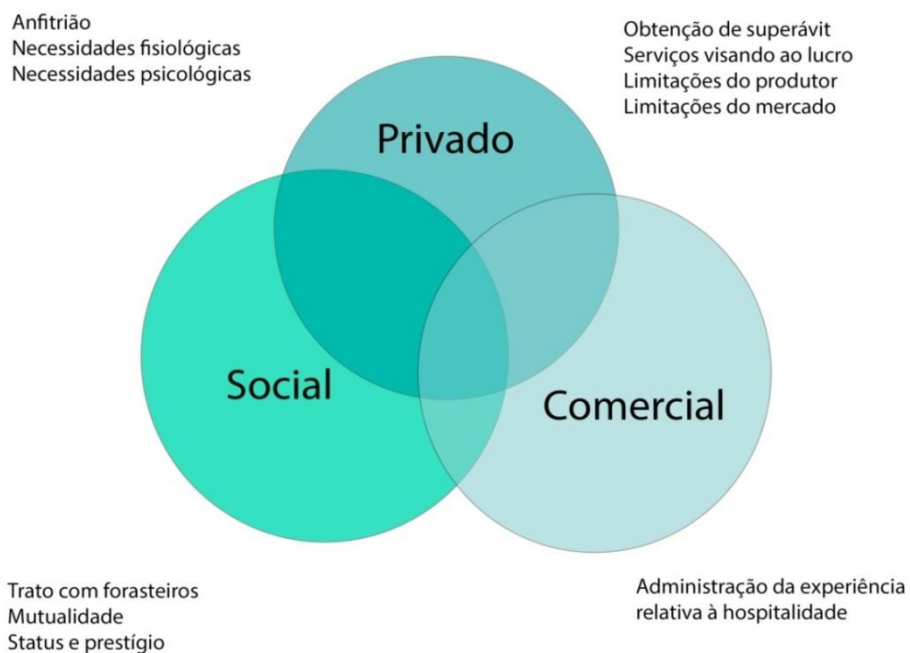 Anfitrião
Necessidades fisiológicas
Necessidades psicológicas
Obtenção de superávit
Serviços visando ao lucro
Limitações do produtor
Limitações do mercado
Privado
Social
Comercial
Trato com forasteiros
Mutualidade
Status e prestígio
Administração da experiência
relativa à hospitalidade